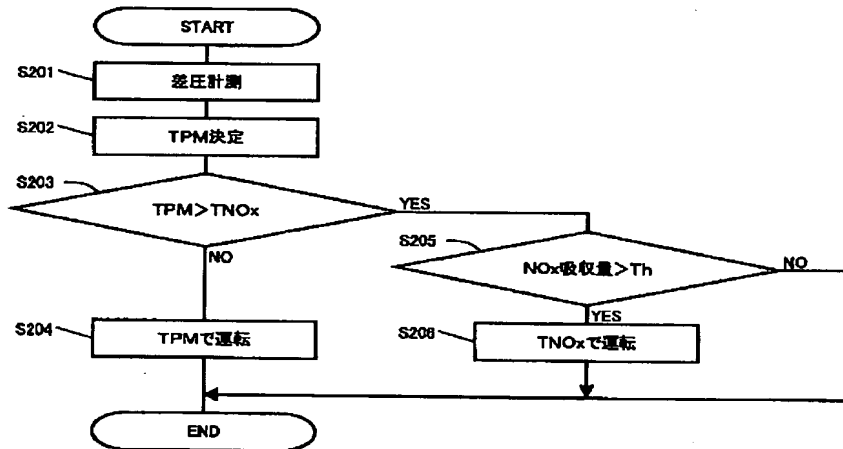 START
S201
差圧計測
S202
TPM決定
S203
TPM>TNOx
YES
NO
S205
NOx吸収量>Th
NO
YES
S204
TPMで運転
S206
TNOxで運転
END